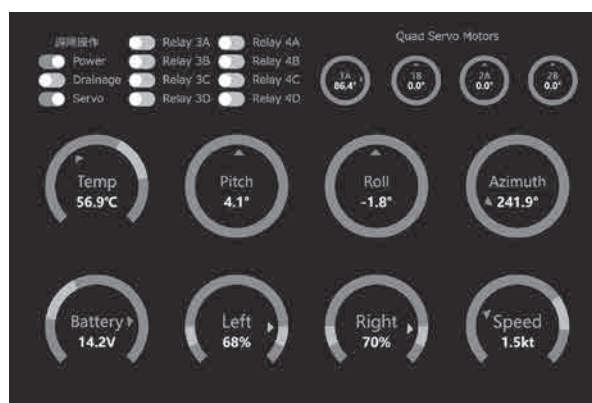 操作 Relay 3A Relay 4A
Power Relay 3B Relay 4B
Drainage Relay 3C Relay 4C
Servo Relay 3D Relay 4D
Quad Servo Motors
1A 1B 2A 2B
86.4° 0.0° 0.0° 0.0°
Temp Pitch Roll Azimuth
56.9℃ 4.1° -1.8° 241.9°
Battery Left Right Speed
14.2V 68% 70% 1.5kt